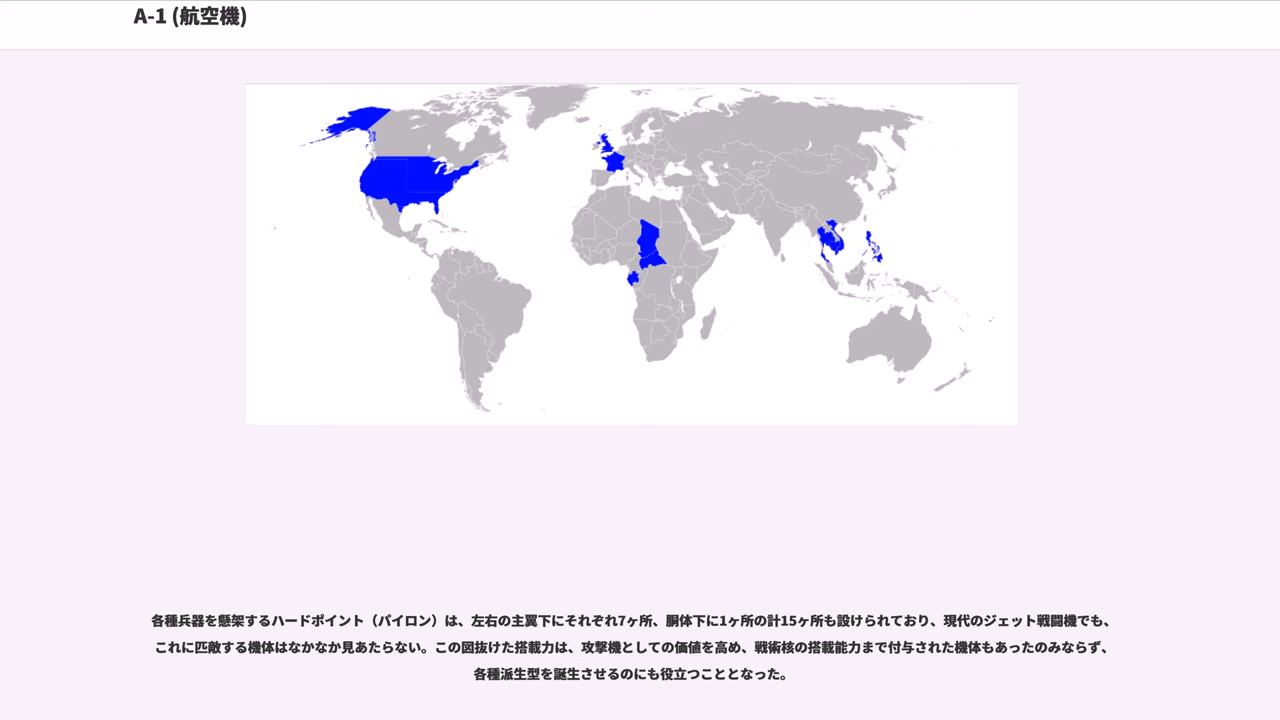 A-1 (航空機)
各種兵器を懸架するハードポイント（パイロン）は、左右の主翼下にそれぞれ7ヶ所、胴体下に1ヶ所の計15ヶ所も設けられており、現代のジェット戦闘機でも、
これに匹敵する機体はなかなか見あたらない。この図抜けた搭載力は、攻撃機としての価値を高め、戦術核の搭載能力まで付与された機体もあったのみならず、
各種派生型を誕生させるのにも役立つこととなった。